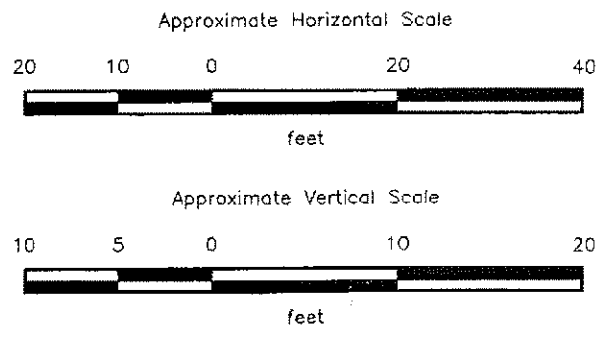 Approximate Horizontal Scale
20 10 0 20 40
feet
Approximate Vertical Scale
10 5 0 10 20
feet